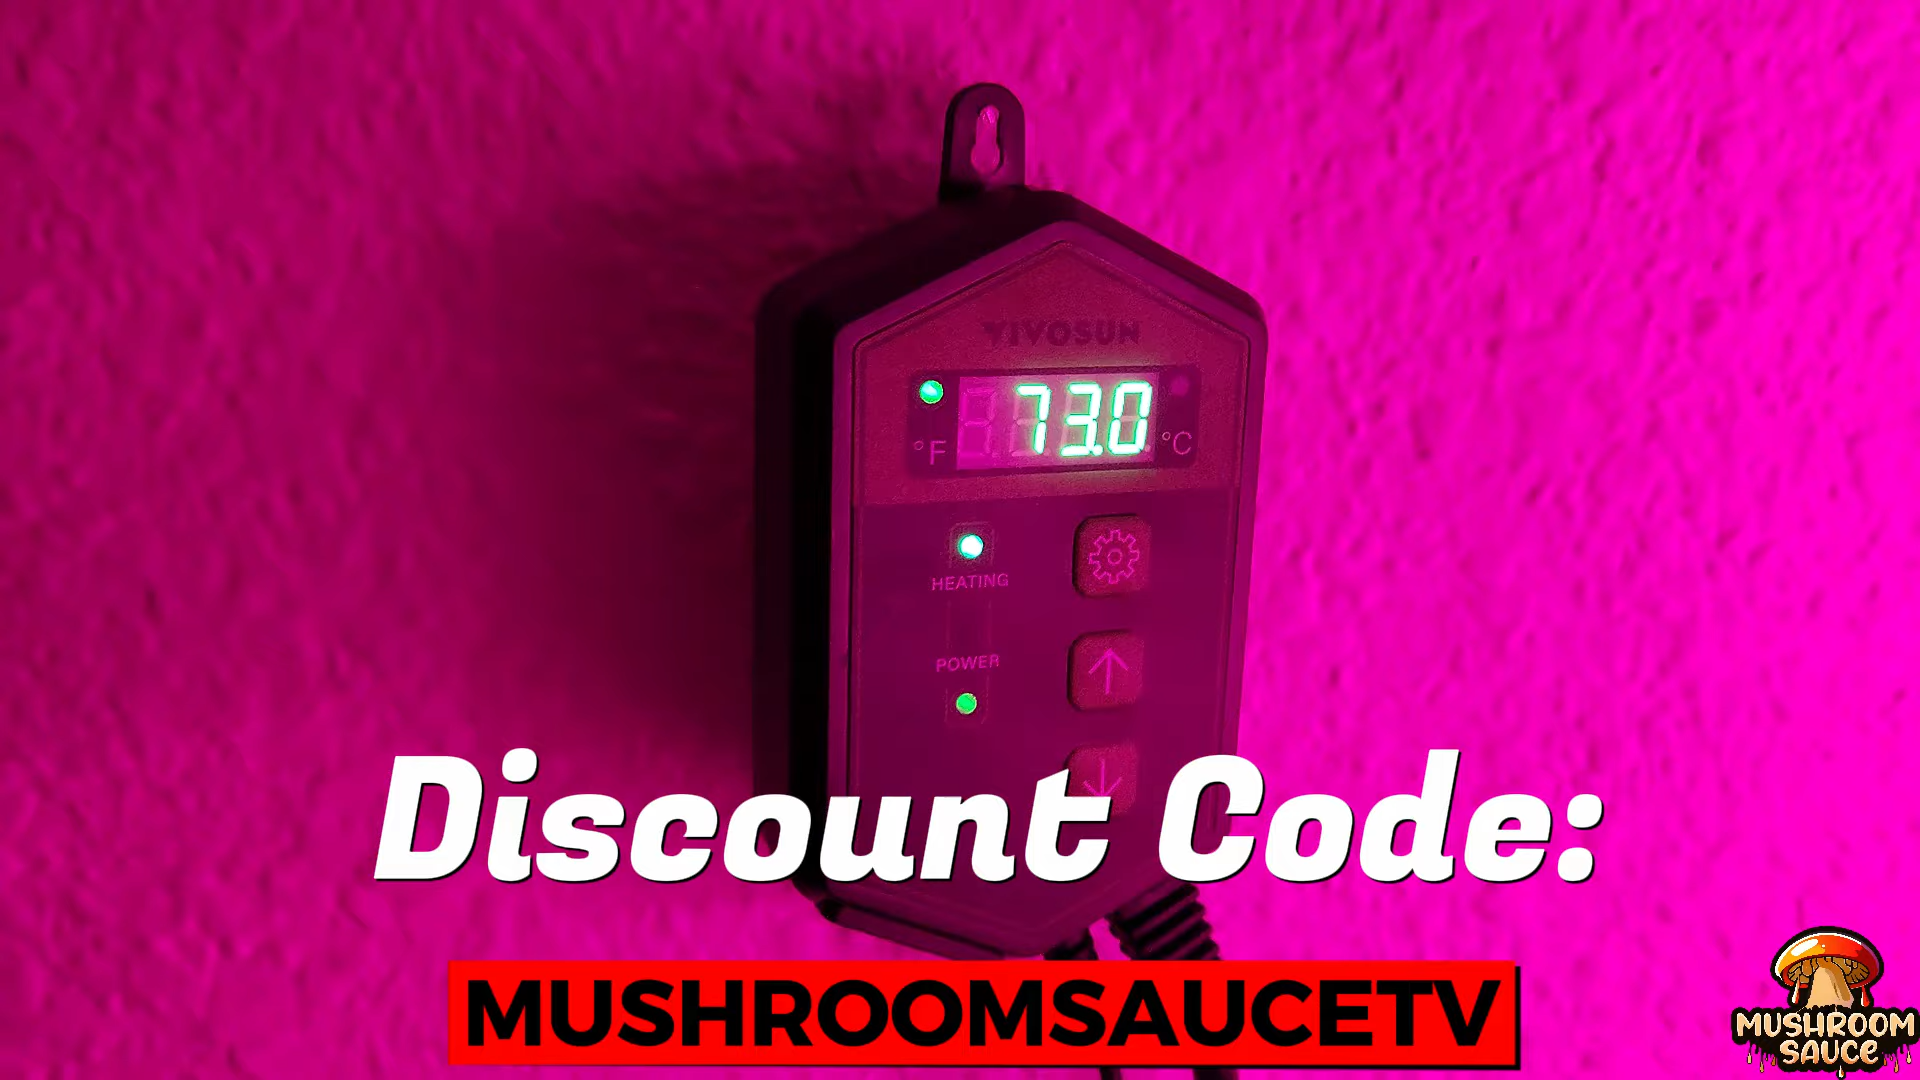 VIVOSUN
73.0
°F °C
HEATING
POWER
Discount Code:
MUSHROOMSAUCETV
MUSHROOM
SAUCE